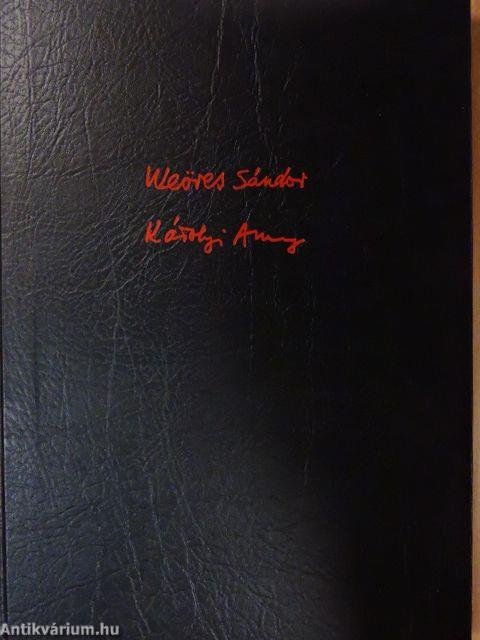 Weöres Sándor
Károlyi Amy
Antikvárium.hu